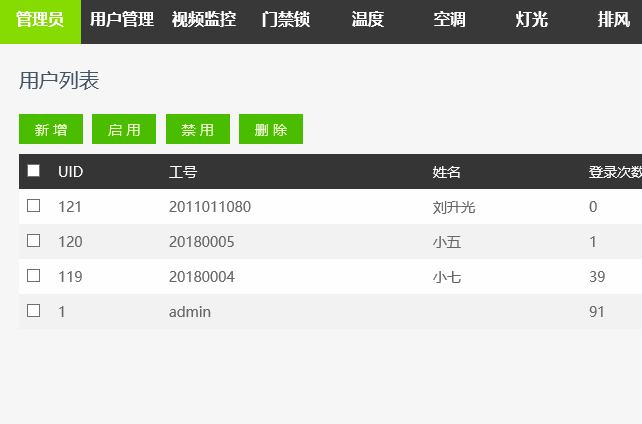 管理员 用户管理 视频监控 门禁锁 温度 空调 灯光 排风
用户列表
新增 启用 禁用 删除
UID 工号 姓名 登录次数
121 2011011080 刘升光 0
120 20180005 小五 1
119 20180004 小七 39
1 admin 91